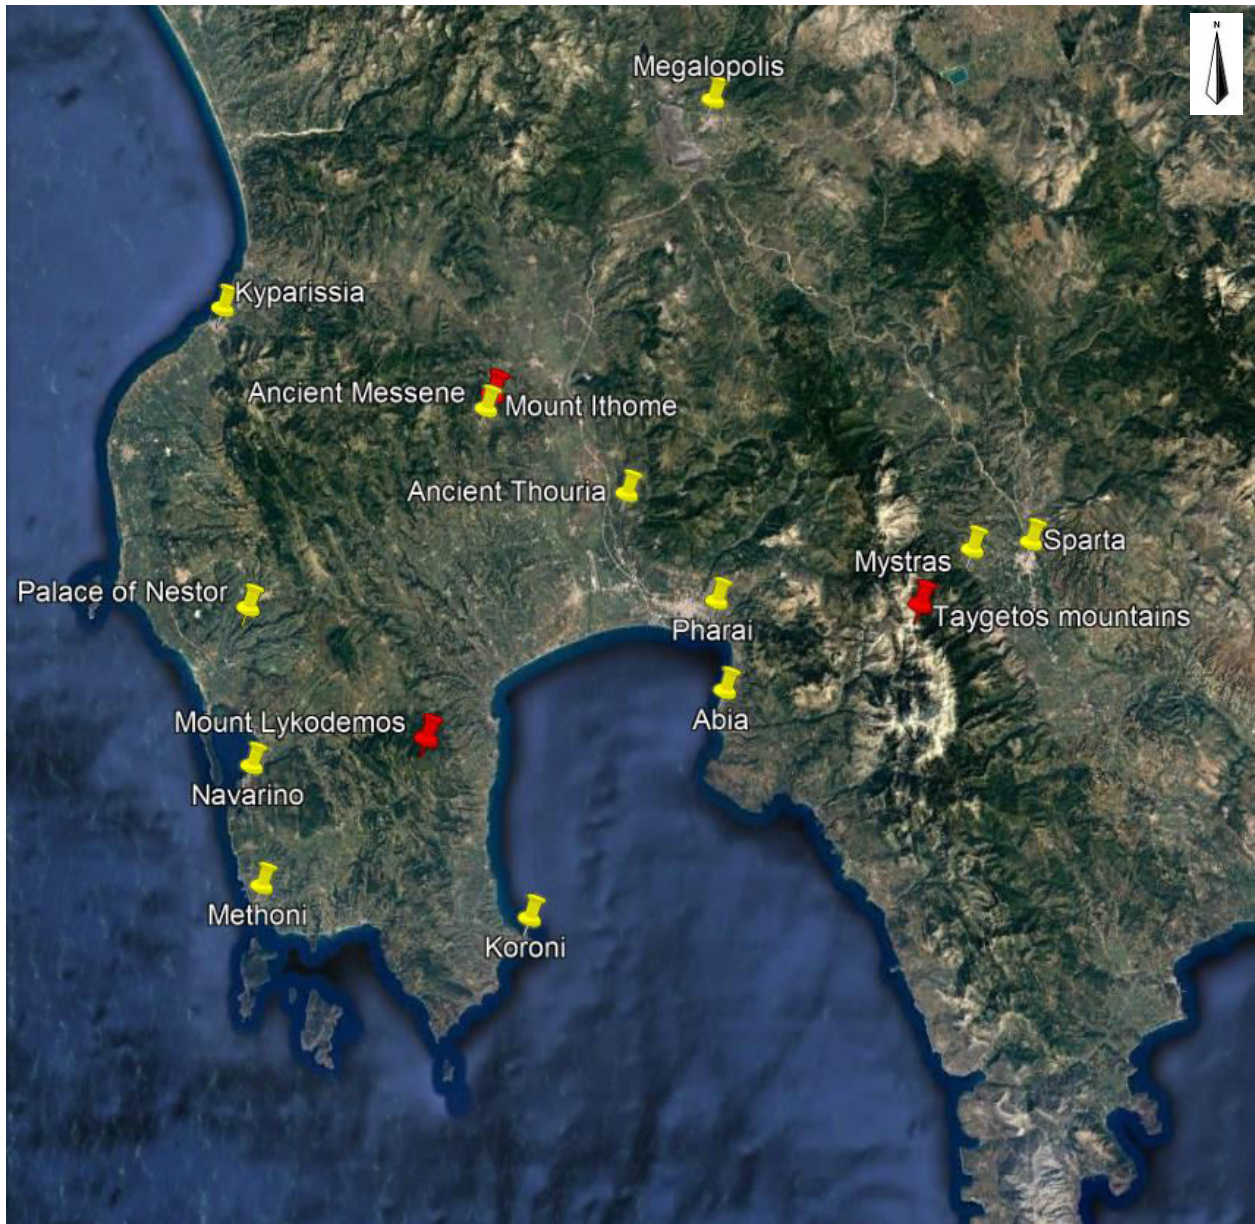 N
Megalopolis
Kyparissia
Ancient Messene
Mount Ithome
Ancient Thouria
Sparta
Mystras
Palace of Nestor
Taygetos mountains
Pharai
Abia
Mount Lykodemos
Navarino
Methoni
Koroni